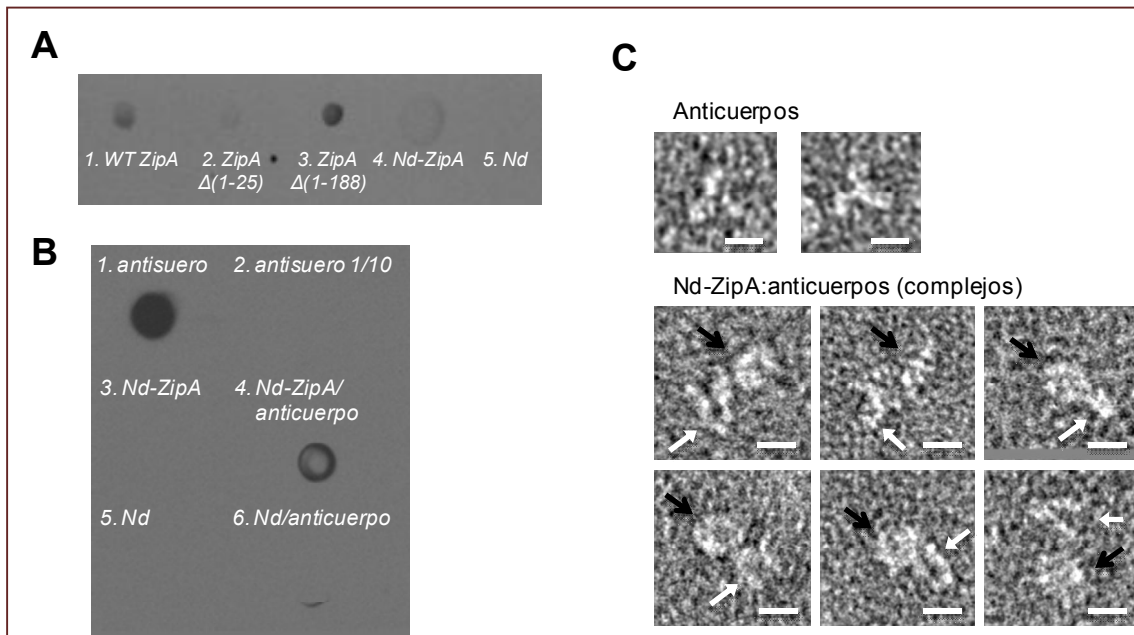 A
1. WT ZipA 2. ZipA 3. ZipA 4. Nd-ZipA 5. Nd
Δ(1-25) Δ(1-188)
B
1. antisuero 2. antisuero 1/10
3. Nd-ZipA 4. Nd-ZipA/
anticuerpo
5. Nd 6. Nd/anticuerpo
C
Anticuerpos
Nd-ZipA:anticuerpos (complejos)